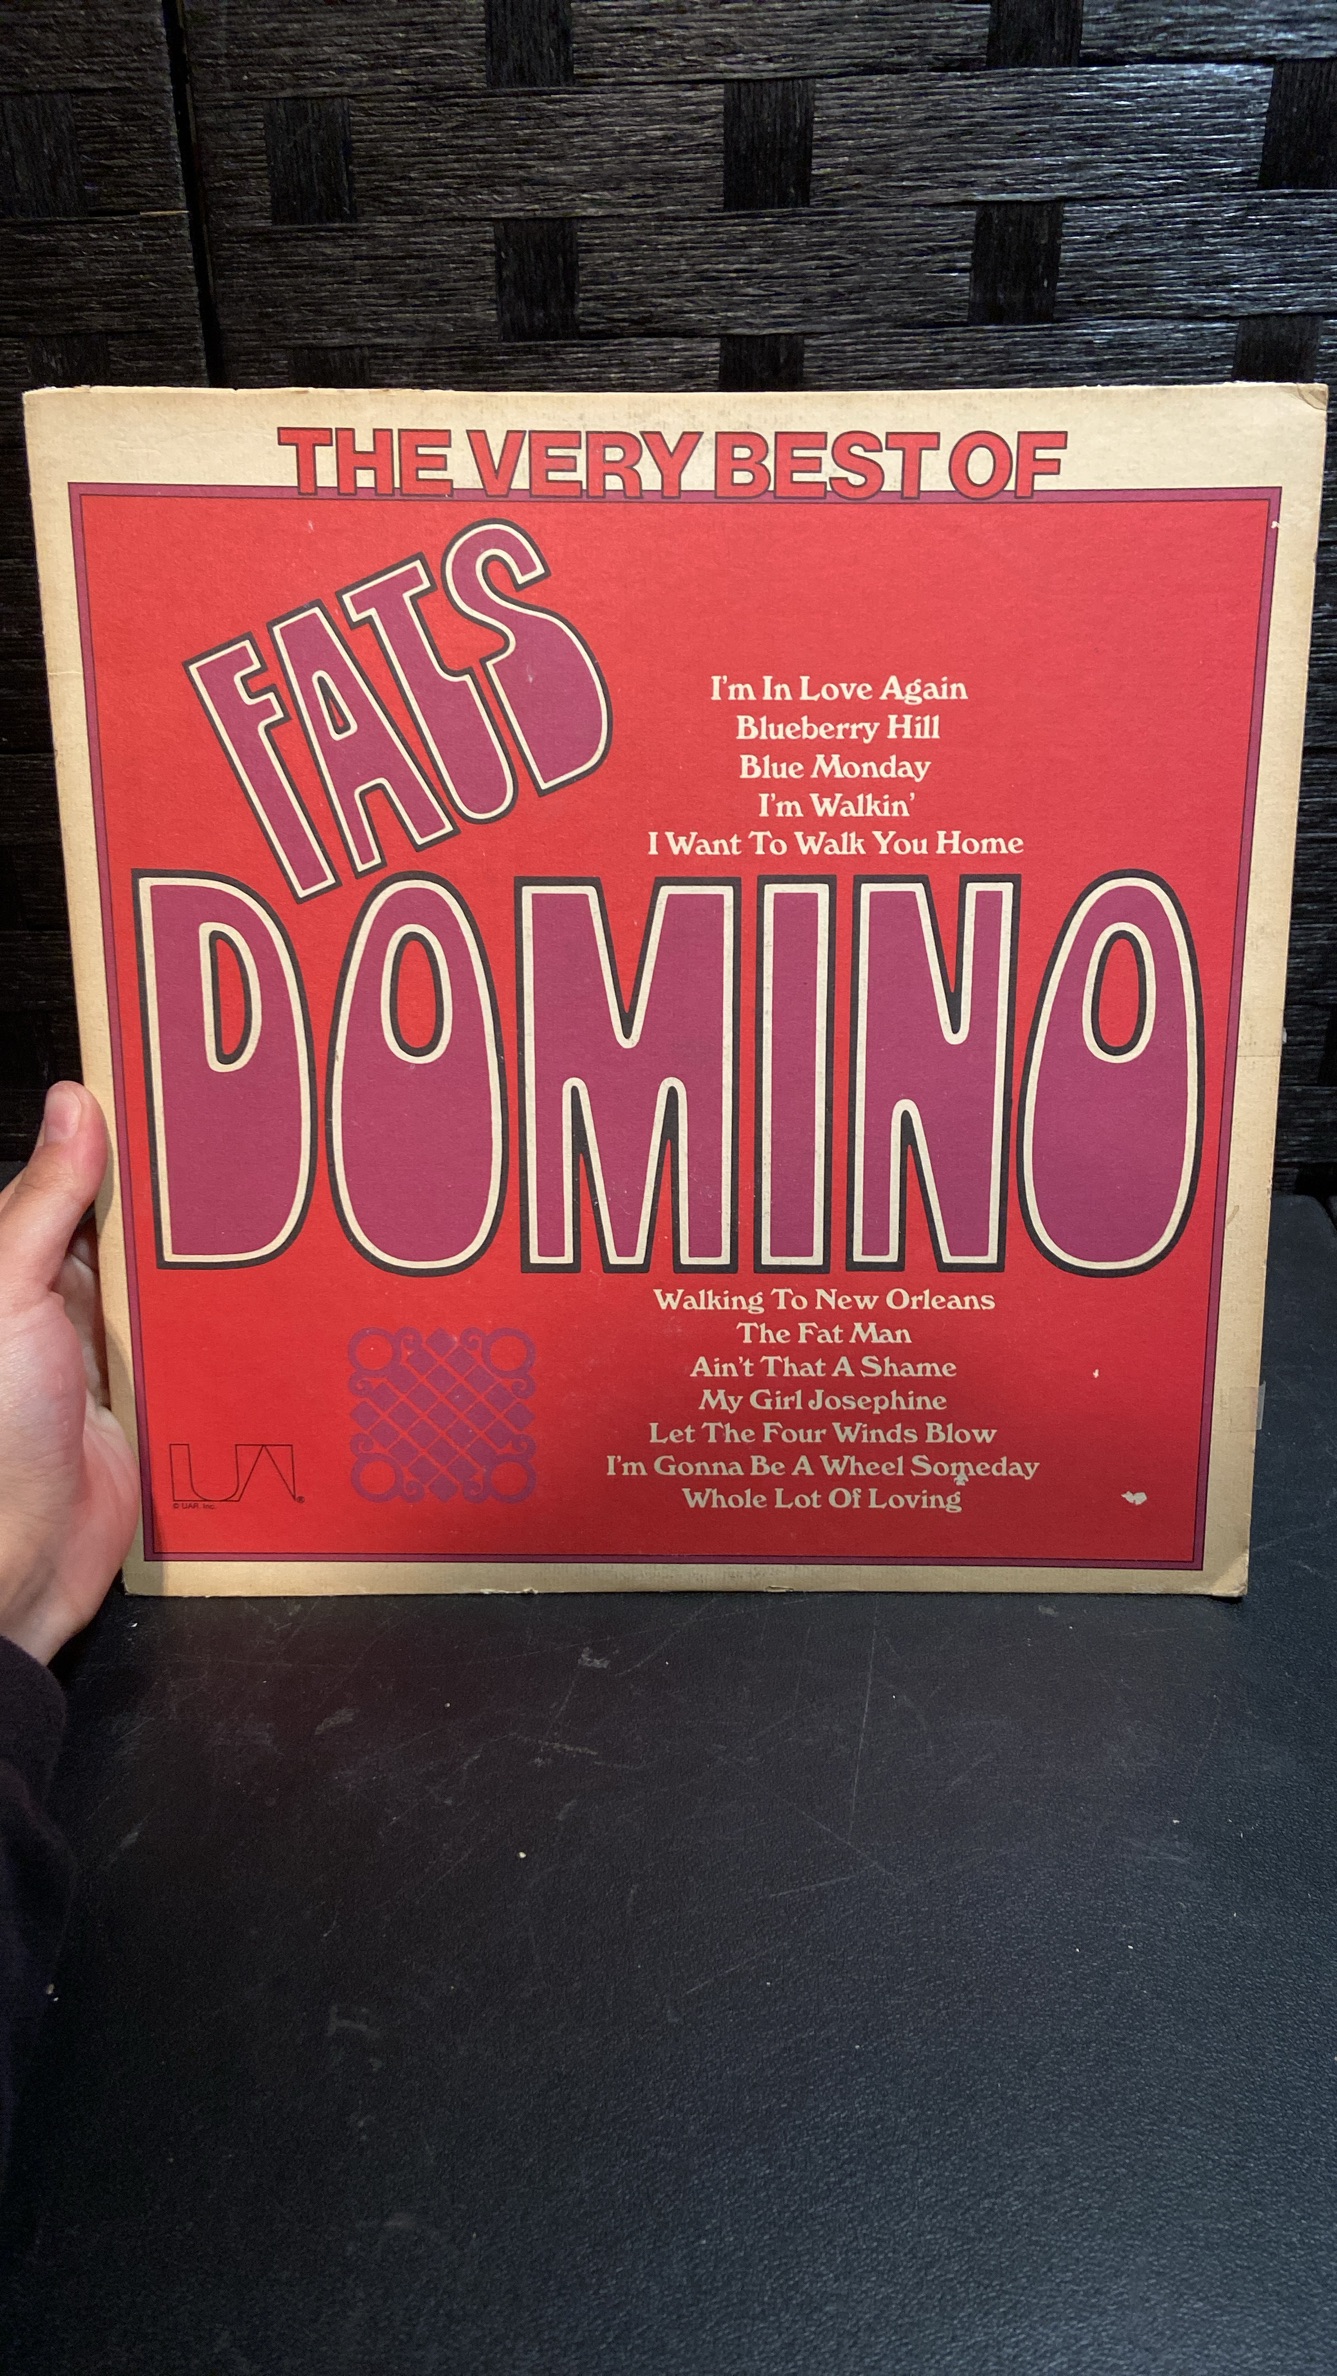 THE VERY BEST OF
FATS
I'm In Love Again
Blueberry Hill
Blue Monday
I'm Walkin'
I Want To Walk You Home
DOMINO
Walking To New Orleans
The Fat Man
Ain't That A Shame
My Girl Josephine
Let The Four Winds Blow
I'm Gonna Be A Wheel Someday
Whole Lot Of Loving
UA®
© UAR, Inc.